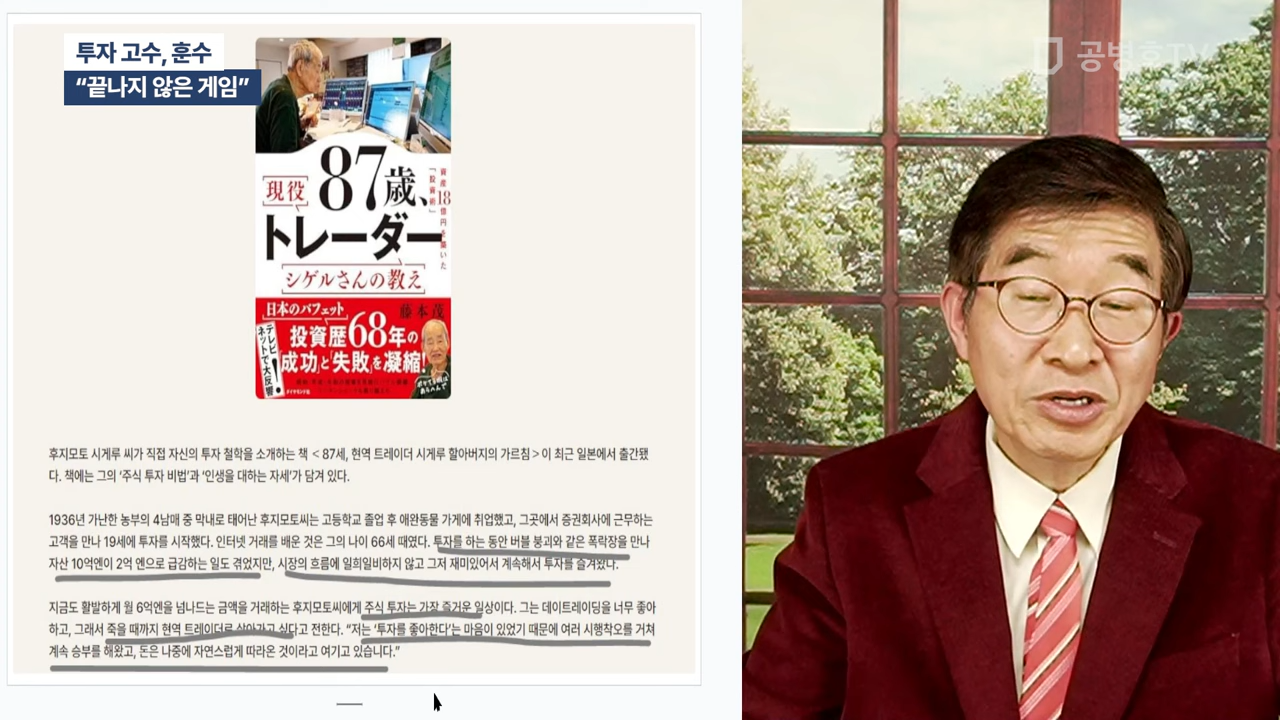 투자 고수, 훈수
“끝나지 않은 게임”
공병호TV
資産18億円を築いた
「投資術」
現役
87歳、
トレーダー
シゲルさんの教え
日本のバフェット
藤本茂
テレビ
ネットで大反響!
投資歴68年の
「成功」と「失敗」を凝縮!
ダイヤモンド社
후지모토 시게루 씨가 직접 자신의 투자 철학을 소개하는 책 < 87세, 현역 트레이더 시게루 할아버지의 가르침 > 이 최근 일본에서 출간됐
다. 책에는 그의 ‘주식 투자 비법’과 ‘인생을 대하는 자세’가 담겨 있다.
1936년 가난한 농부의 4남매 중 막내로 태어난 후지모토씨는 고등학교 졸업 후 애완동물 가게에 취업했고, 그곳에서 증권회사에 근무하는
고객을 만나 19세에 투자를 시작했다. 인터넷 거래를 배운 것은 그의 나이 66세 때였다. 투자를 하는 동안 버블 붕괴와 같은 폭락장을 만나
자산 10억엔이 2억 엔으로 급감하는 일도 겪었지만, 시장의 흐름에 일희일비하지 않고 그저 재미있어서 계속해서 투자를 즐겨왔다.
지금도 활발하게 월 6억엔을 넘나드는 금액을 거래하는 후지모토씨에게 주식 투자는 가장 즐거운 일상이다. 그는 데이트레이딩을 너무 좋아
하고, 그래서 죽을 때까지 현역 트레이더로 살아가고 싶다고 전한다. “저는 ‘투자를 좋아한다’는 마음이 있었기 때문에 여러 시행착오를 거쳐
계속 승부를 해왔고, 돈은 나중에 자연스럽게 따라온 것이라고 여기고 있습니다.”